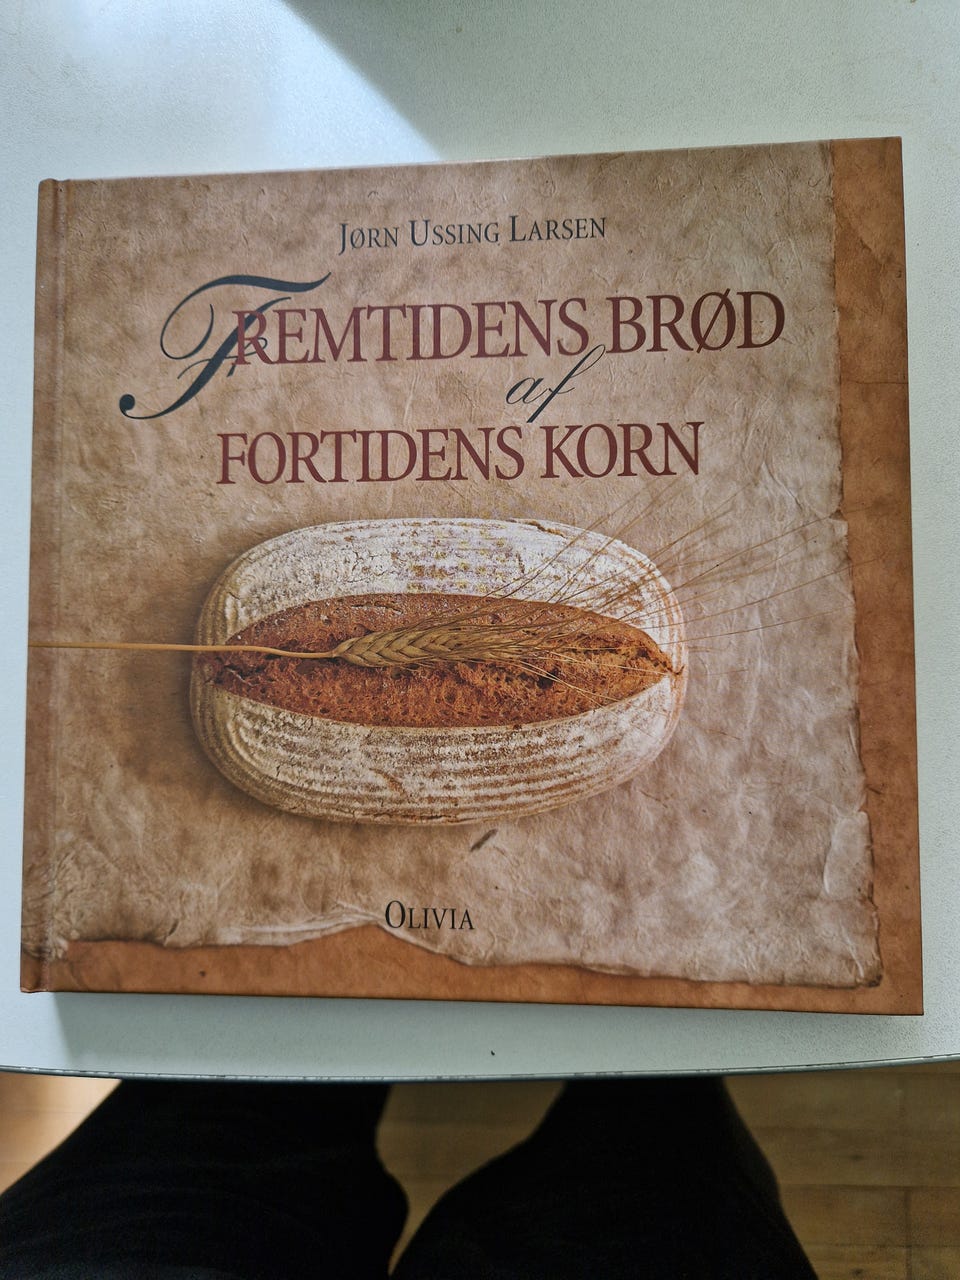 JØRN USSING LARSEN
FREMTIDENS BRØD
af
FORTIDENS KORN
OLIVIA